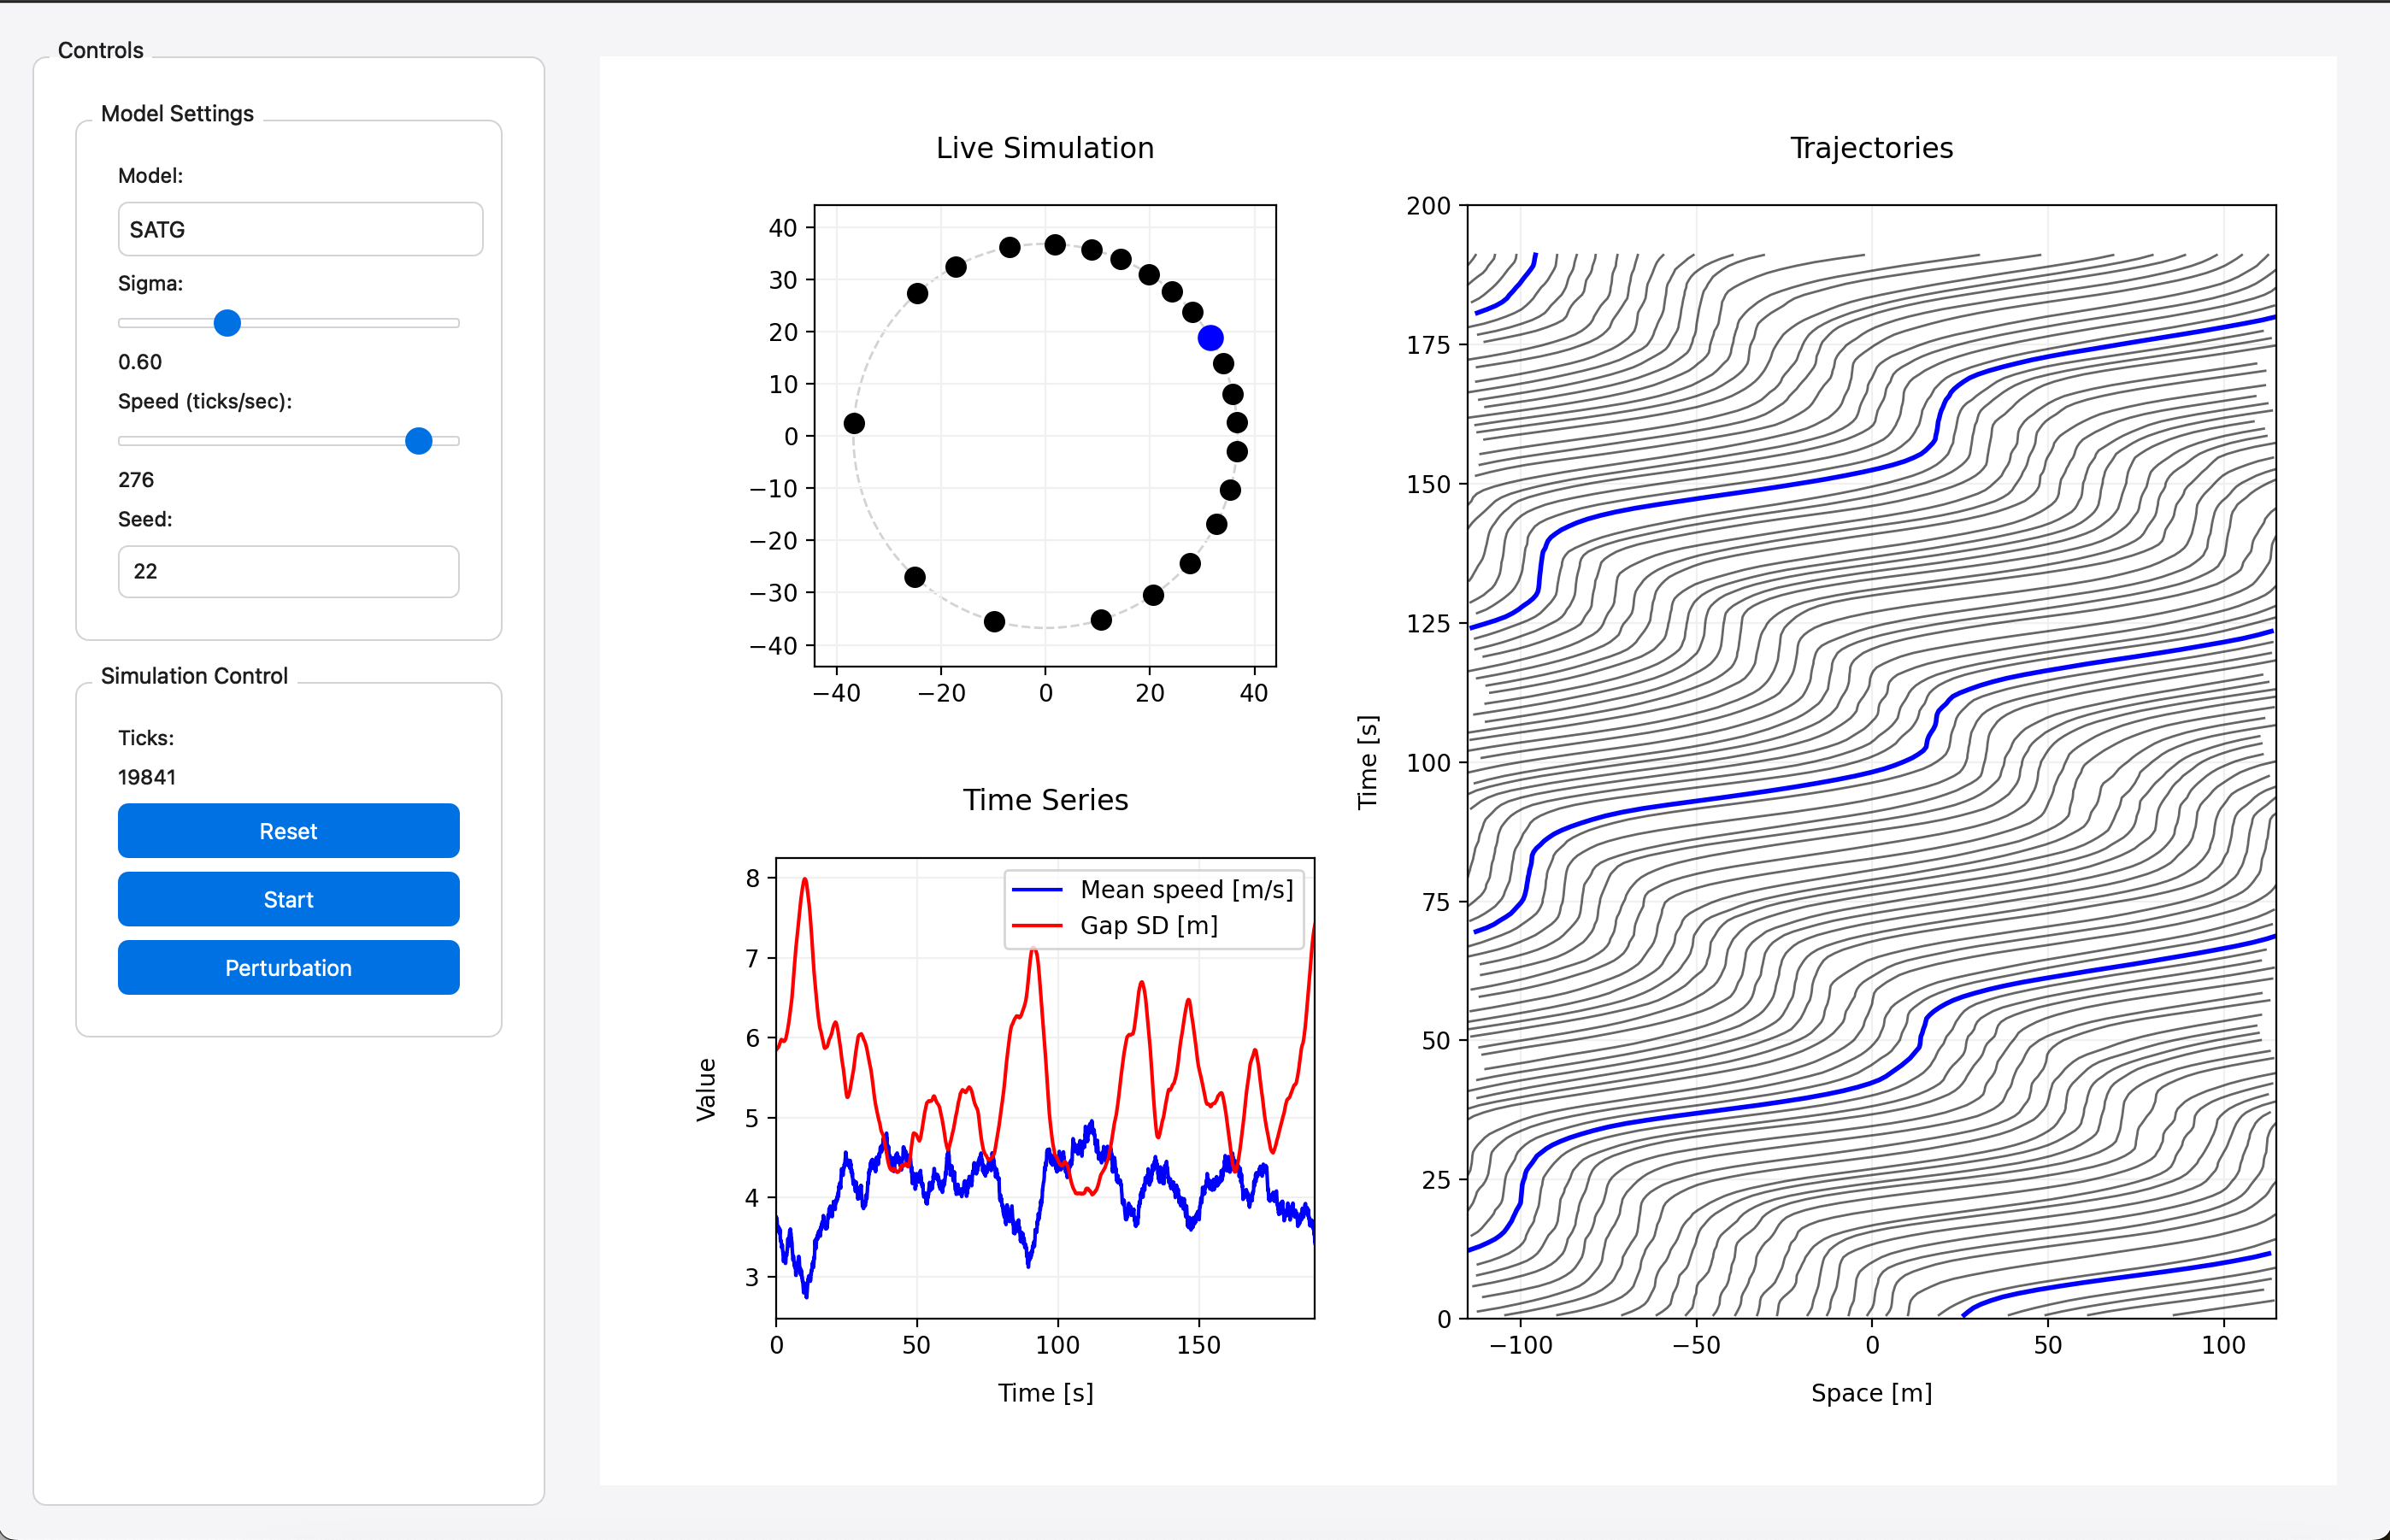 Controls
Model Settings
Model:
SATG
Sigma:
0.60
Speed (ticks/sec):
276
Seed:
22
Simulation Control
Ticks:
19841
Reset
Start
Perturbation
Live Simulation
40
30
20
10
0
−10
−20
−30
−40
−40 −20 0 20 40
Time Series
Mean speed [m/s]
Gap SD [m]
8
7
6
5
4
3
Value
0 50 100 150
Time [s]
Trajectories
200
175
150
125
100
75
50
25
0
Time [s]
−100 −50 0 50 100
Space [m]